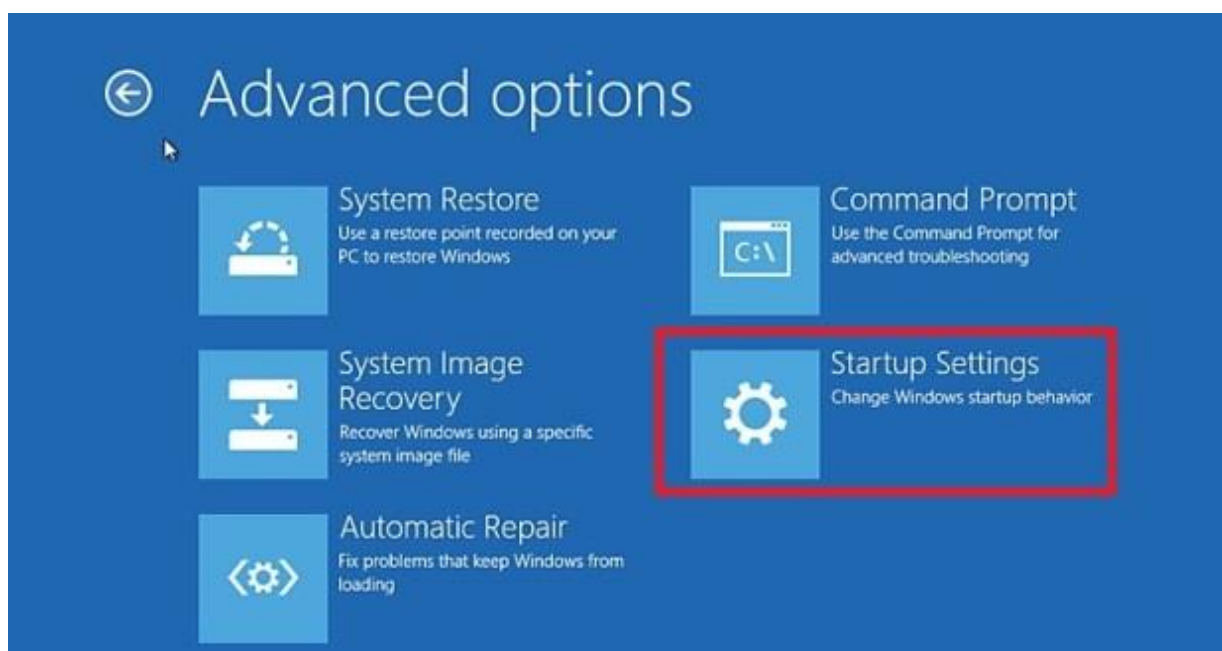 Advanced options
System Restore
Use a restore point recorded on your
PC to restore Windows
System Image
Recovery
Recover Windows using a specific
system image file
Automatic Repair
Fix problems that keep Windows from
loading
Command Prompt
Use the Command Prompt for
advanced troubleshooting
C:\
Startup Settings
Change Windows startup behavior